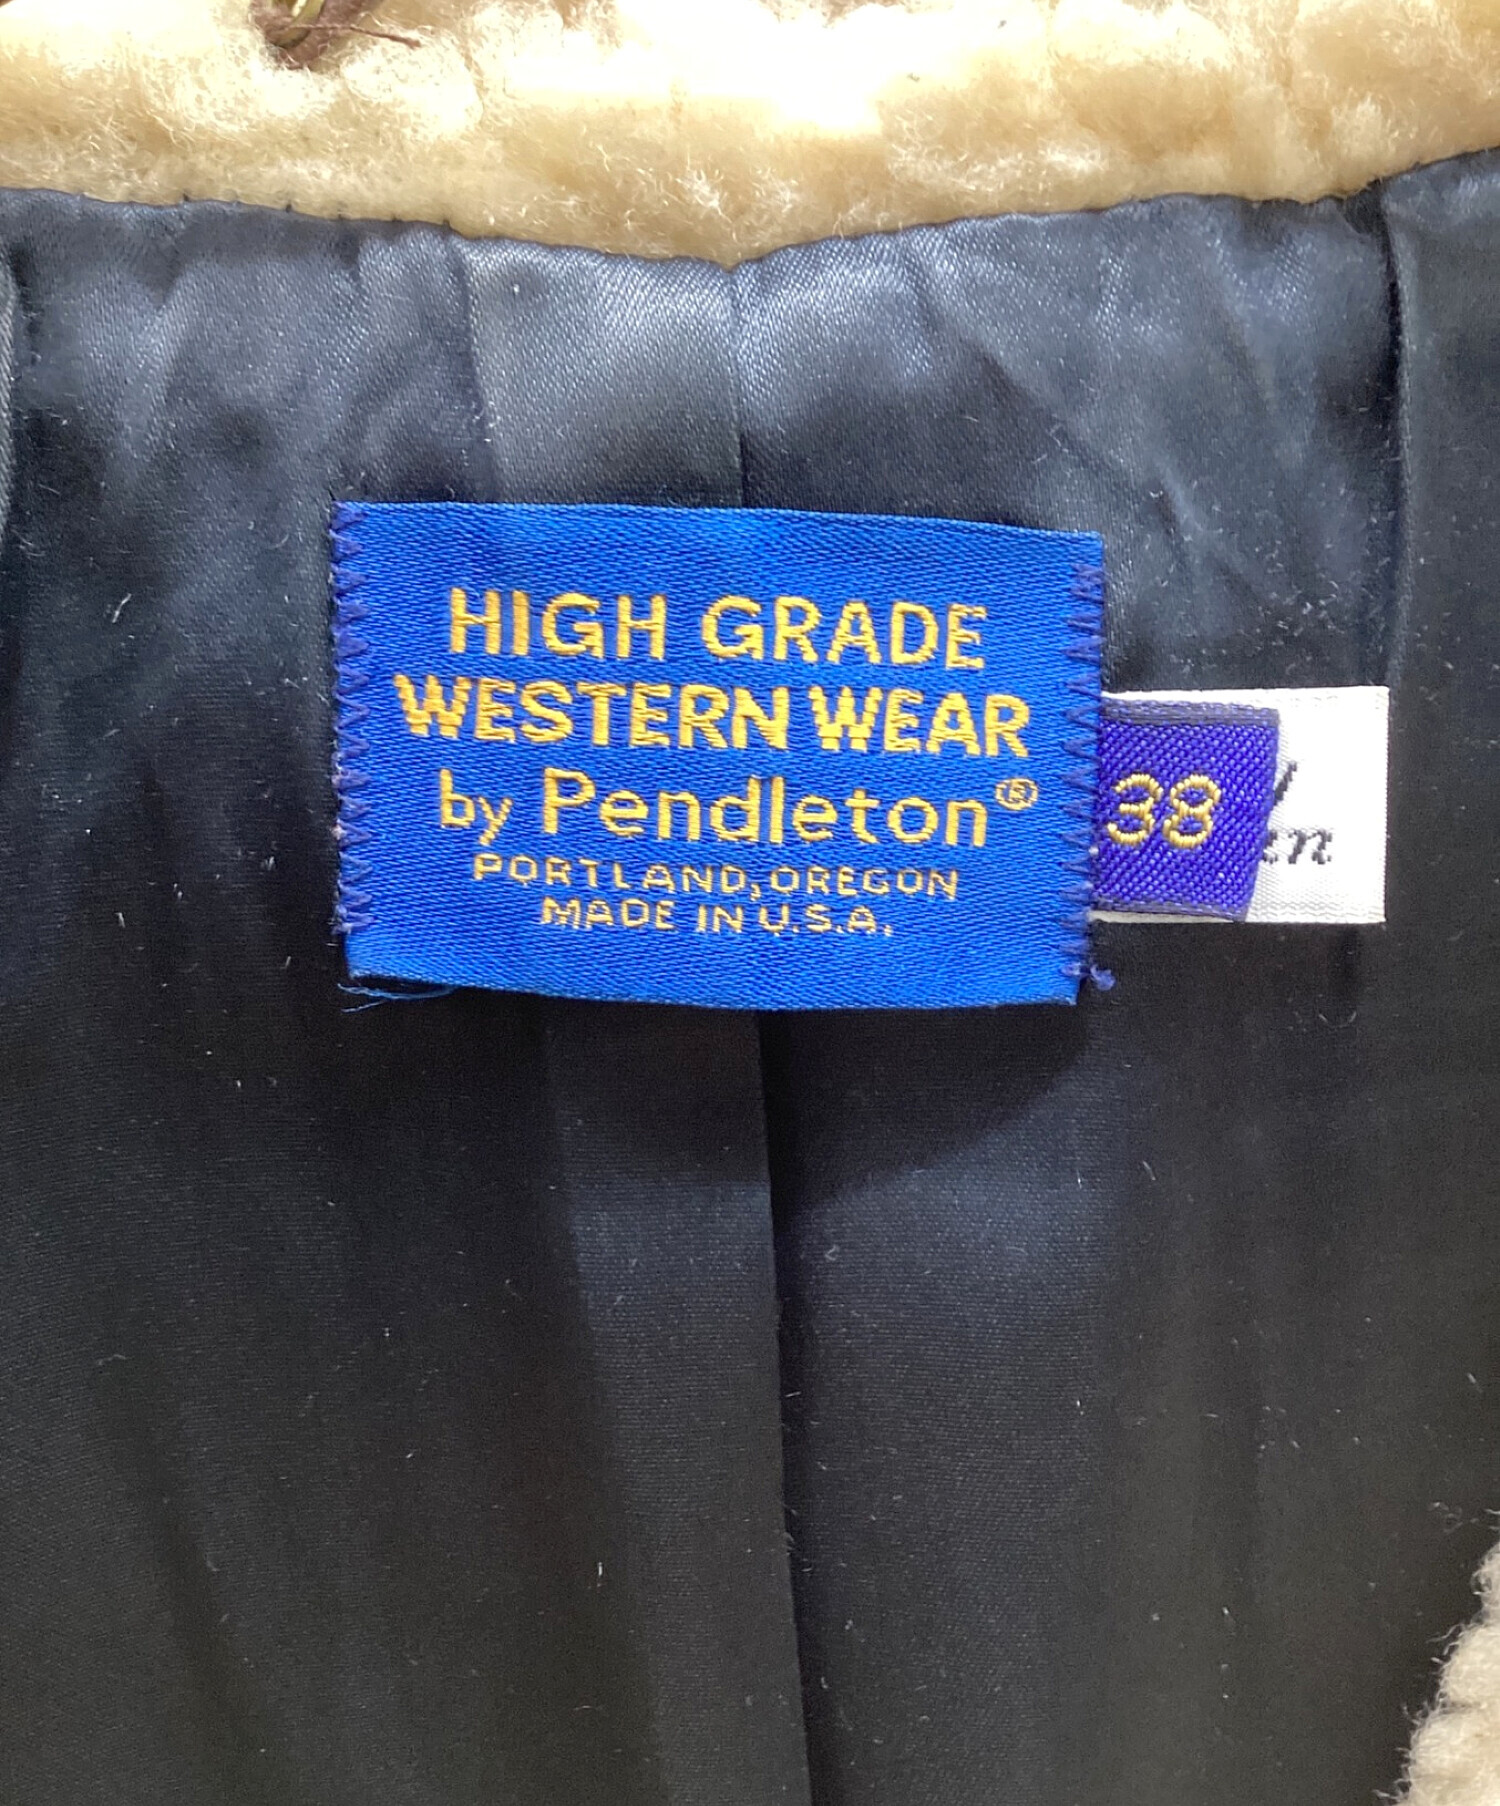 HIGH GRADE
WESTERN WEAR
by Pendleton®
PORTLAND, OREGON
MADE IN U.S.A.
38